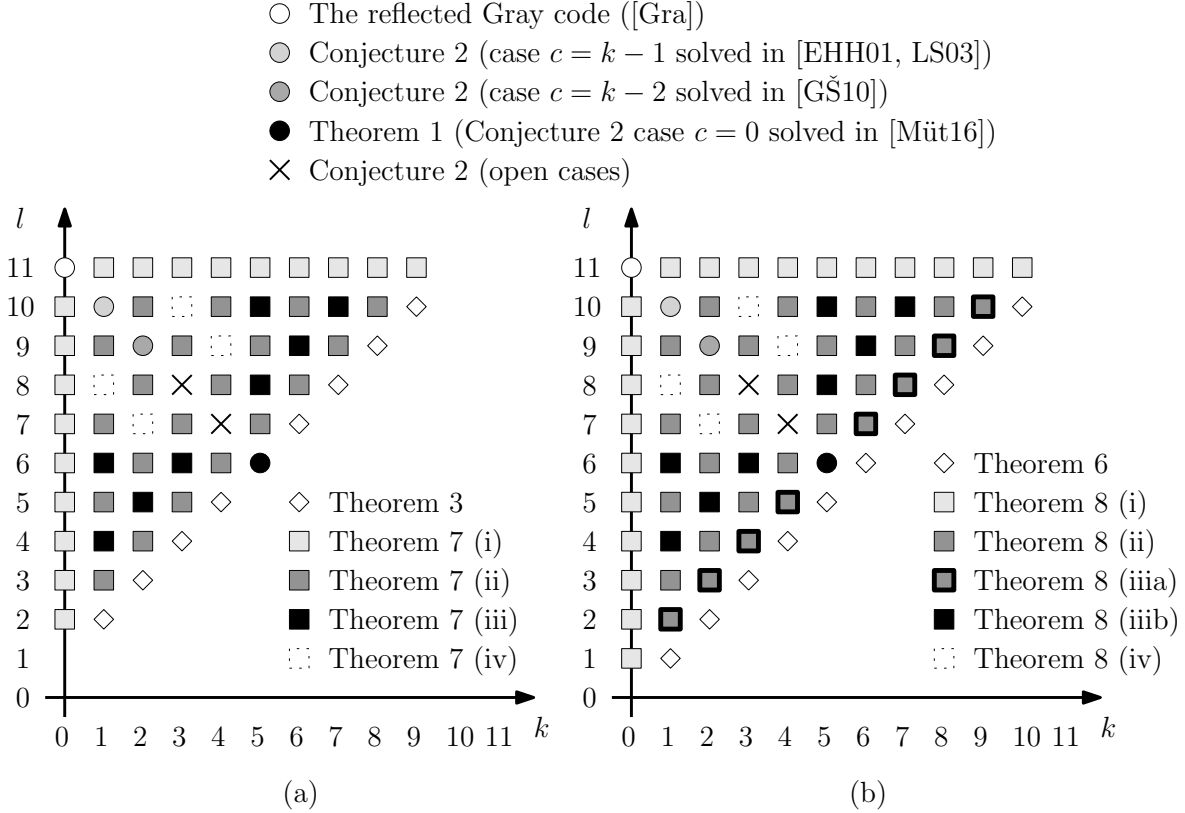 The reflected Gray code ([Gra])
Conjecture 2 (case c = k − 1 solved in [EHH01, LS03])
Conjecture 2 (case c = k − 2 solved in [GŠ10])
Theorem 1 (Conjecture 2 case c = 0 solved in [Müt16])
Conjecture 2 (open cases)
l
11
10
9
8
7
6
5
4
3
2
1
0
Theorem 3
Theorem 7 (i)
Theorem 7 (ii)
Theorem 7 (iii)
Theorem 7 (iv)
0 1 2 3 4 5 6 7 8 9 10 11 k
(a)
l
11
10
9
8
7
6
5
4
3
2
1
0
Theorem 6
Theorem 8 (i)
Theorem 8 (ii)
Theorem 8 (iiia)
Theorem 8 (iiib)
Theorem 8 (iv)
0 1 2 3 4 5 6 7 8 9 10 11 k
(b)